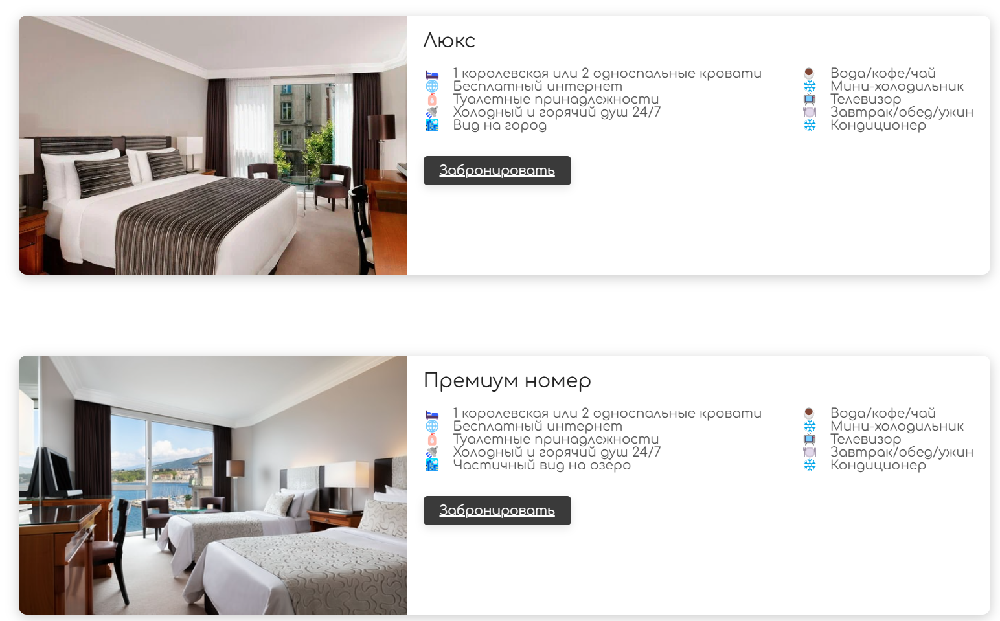 Люкс
1 королевская или 2 односпальные кровати
Бесплатный интернет
Туалетные принадлежности
Холодный и горячий душ 24/7
Вид на город
Вода/кофе/чай
Мини-холодильник
Телевизор
Завтрак/обед/ужин
Кондиционер
Забронировать
Премиум номер
1 королевская или 2 односпальные кровати
Бесплатный интернет
Туалетные принадлежности
Холодный и горячий душ 24/7
Частичный вид на озеро
Вода/кофе/чай
Мини-холодильник
Телевизор
Завтрак/обед/ужин
Кондиционер
Забронировать